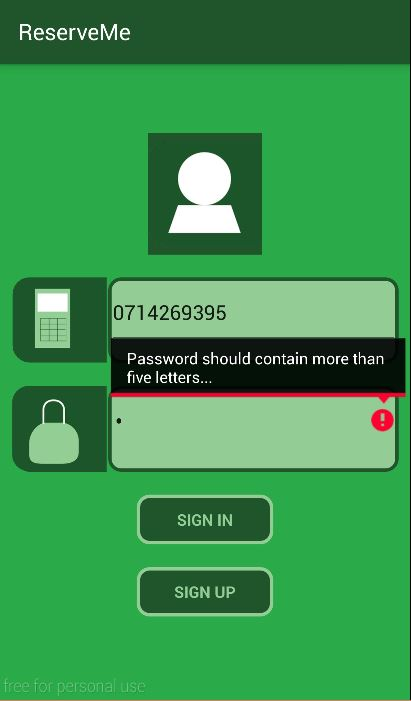 ReserveMe
0714269395
Password should contain more than
five letters...
SIGN IN
SIGN UP
free for personal use